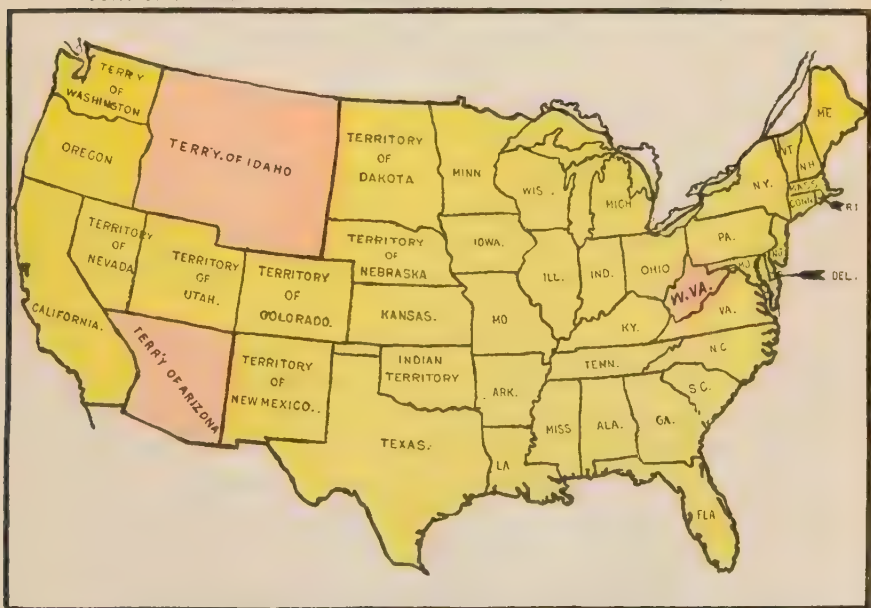 TERRY
OF
WASHINGTON
OREGON
CALIFORNIA.
TERRITORY
OF
NEVADA
TERR'Y. OF IDAHO
TERRITORY
OF
UTAH.
TERR'Y OF ARIZONA
TERRITORY
OF
COLORADO.
TERRITORY
OF
NEW MEXICO.
TERRITORY
OF
DAKOTA
TERRITORY
OF
NEBRASKA
KANSAS.
INDIAN
TERRITORY
TEXAS.
MINN
IOWA.
MO
ARK.
LA
WIS.
ILL.
MICH
IND.
OHIO
KY.
TENN.
MISS
ALA.
GA.
FLA
S.C.
N.C
VA.
W.VA.
PA.
N.Y.
MD
N.J.
DEL.
ME
VT
N.H
MASS
CONN
R.I